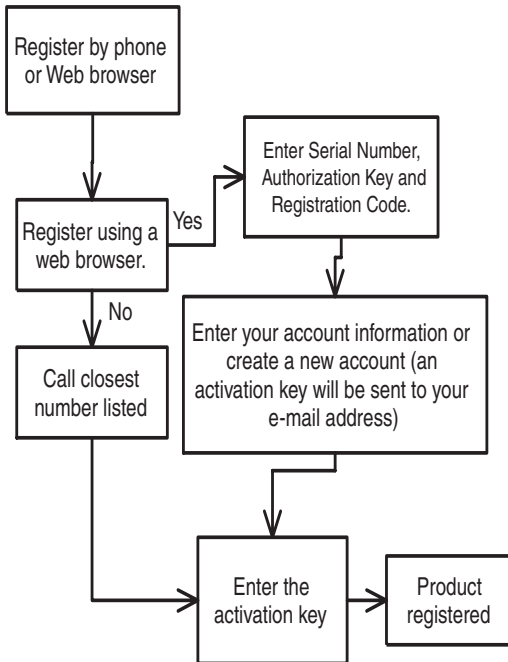 Register by phone
or Web browser
Enter Serial Number,
Authorization Key and
Registration Code.
Yes
Register using a
web browser.
No
Enter your account information or
create a new account (an
activation key will be sent to your
e-mail address)
Call closest
number listed
Enter the
activation key
Product
registered